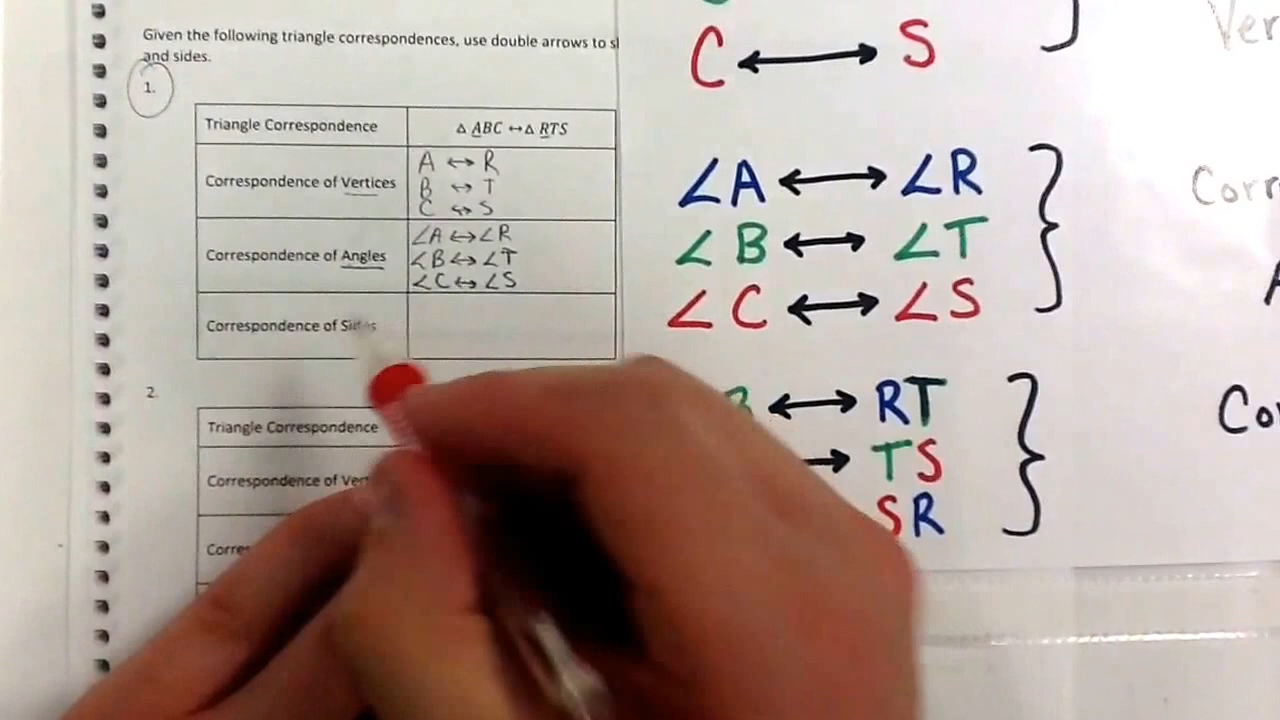 Given the following triangle correspondences, use double arrows to
and sides.
1.
Triangle Correspondence
△ ABC ↔ △ RTS
Correspondence of Vertices
A ↔ R
B ↔ T
C ↔ S
Correspondence of Angles
∠A ↔ ∠R
∠B ↔ ∠T
∠C ↔ ∠S
Correspondence of Sides
2.
Triangle Correspondence
Correspondence of
C ↔ S
∠A ↔ ∠R
∠B ↔ ∠T
∠C ↔ ∠S
B ↔ RT
→ TS
SR